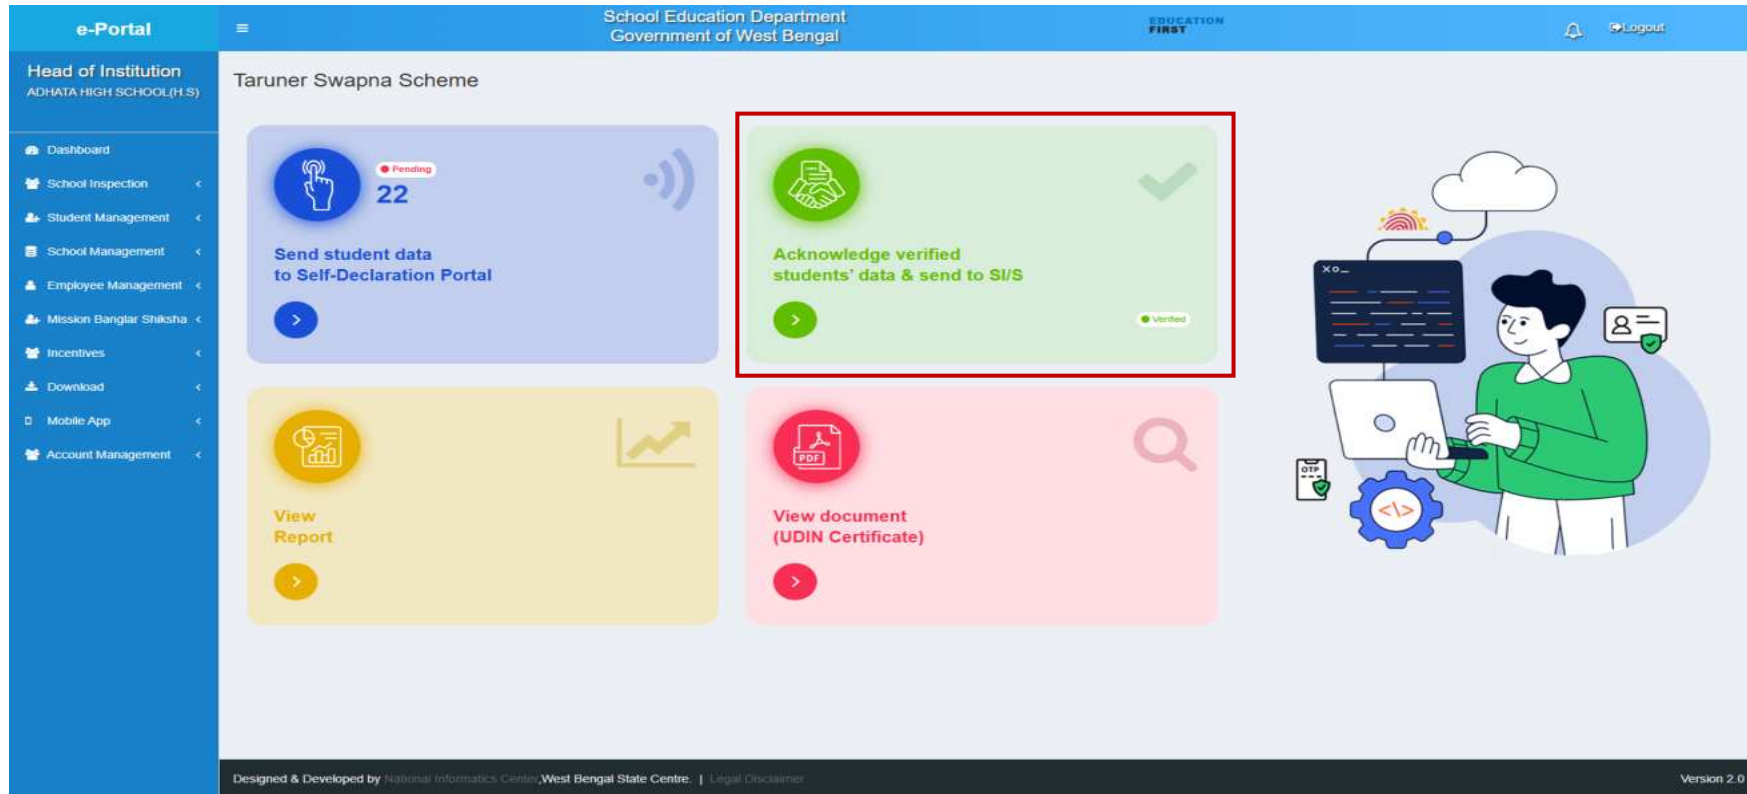 e-Portal
School Education Department
Government of West Bengal
EDUCATION
FIRST
Logout
Head of Institution
ADHATA HIGH SCHOOL(H.S)
Dashboard
School Inspection
Student Management
School Management
Employee Management
Mission Banglar Shiksha
Incentives
Download
Mobile App
Account Management
Taruner Swapna Scheme
Pending
22
Send student data
to Self-Declaration Portal
Acknowledge verified
students' data & send to SI/S
Verified
View
Report
PDF
View document
(UDIN Certificate)
XO_
OTP
<\>
Designed & Developed by National Informatics Center,West Bengal State Centre. | Legal Disclaimer
Version 2.0